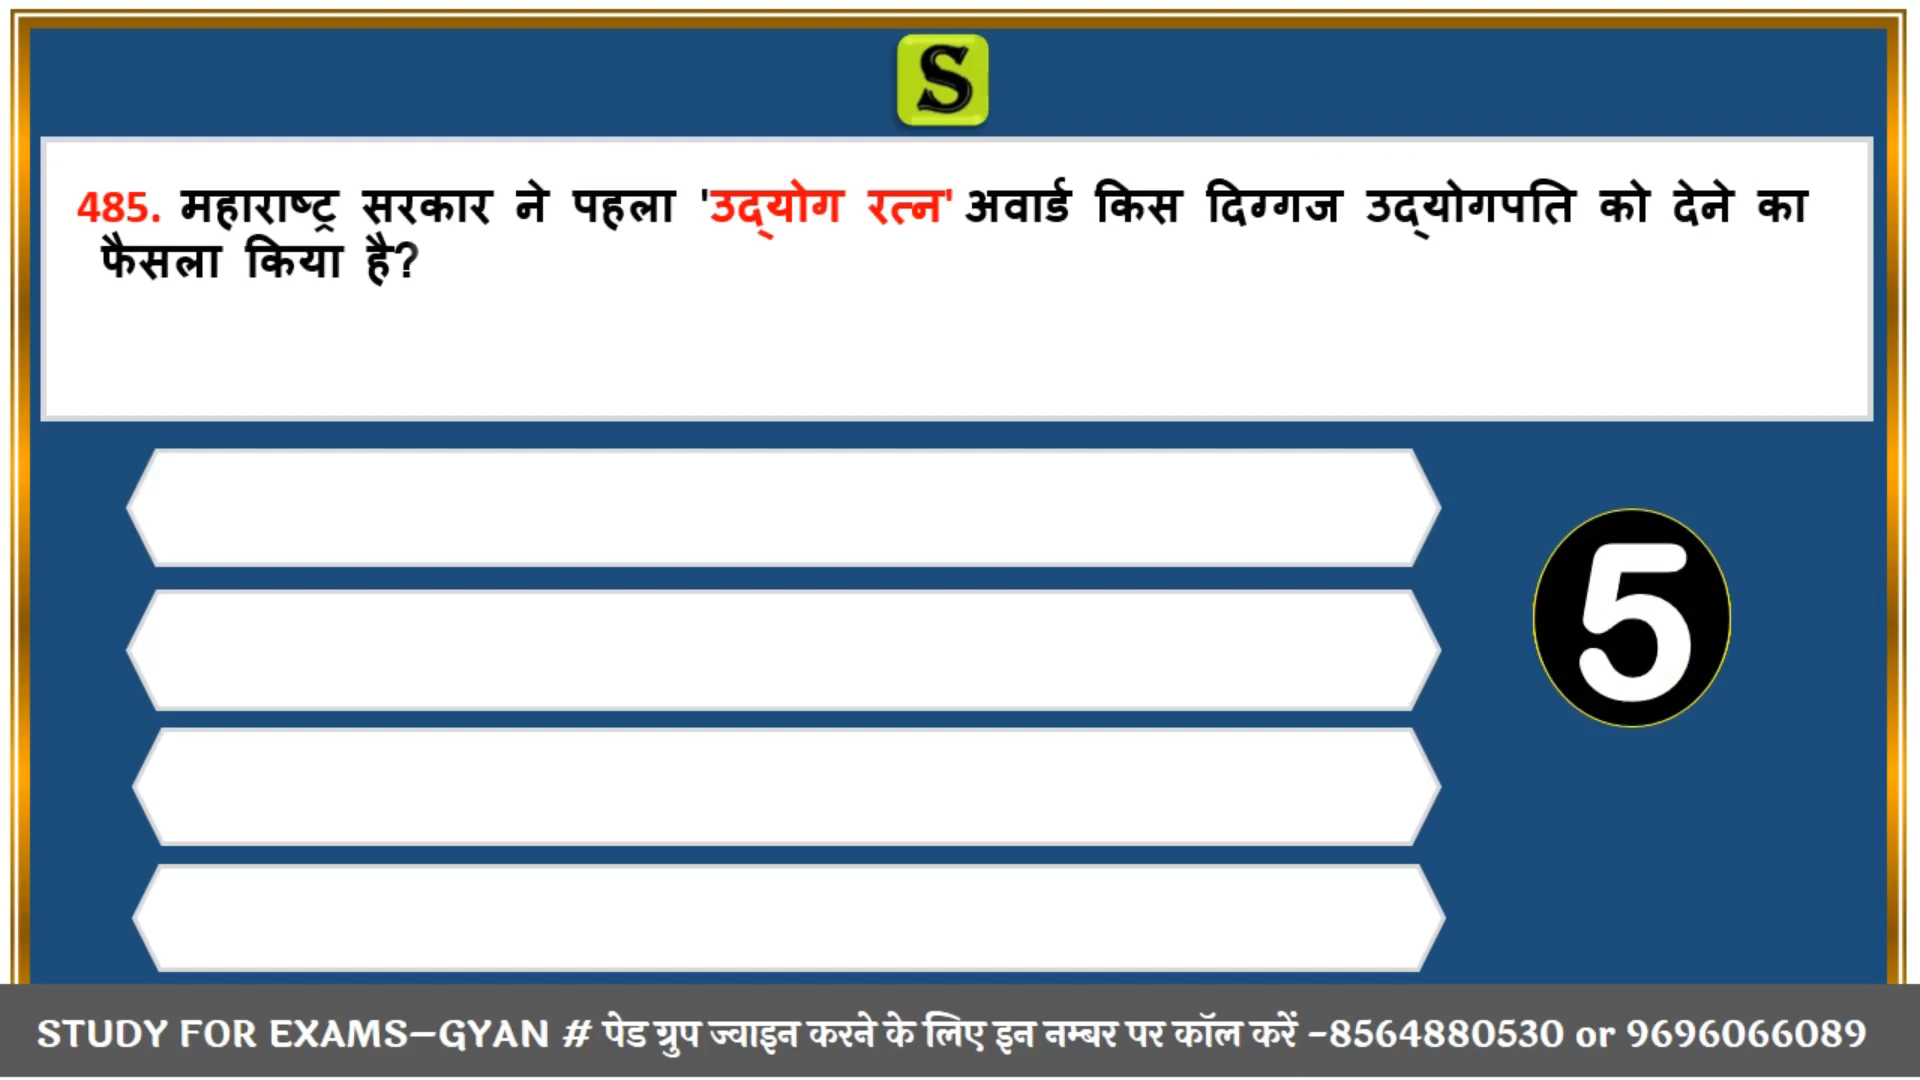 S
485. महाराष्ट्र सरकार ने पहला 'उद्योग रत्न' अवार्ड किस दिग्गज उद्योगपति को देने का
फैसला किया है?
5
STUDY FOR EXAMS–GYAN # पेड ग्रुप ज्वाइन करने के लिए इन नम्बर पर कॉल करें -8564880530 or 9696066089